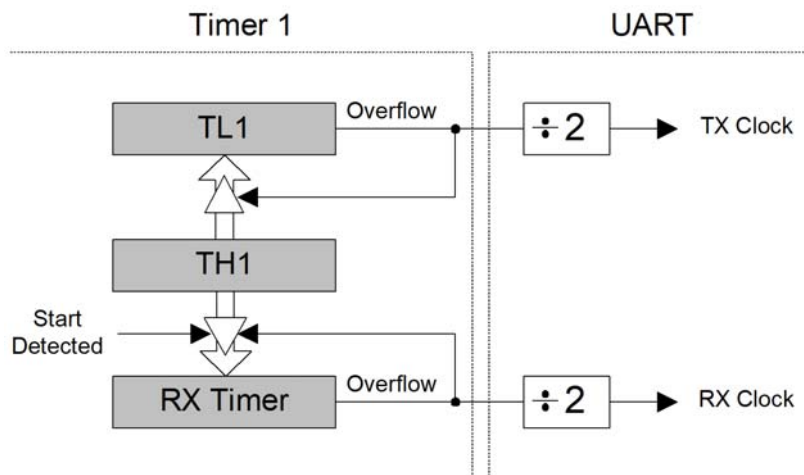 Timer 1
UART
TL1
Overflow
÷ 2
TX Clock
TH1
Start
Detected
RX Timer
Overflow
÷ 2
RX Clock